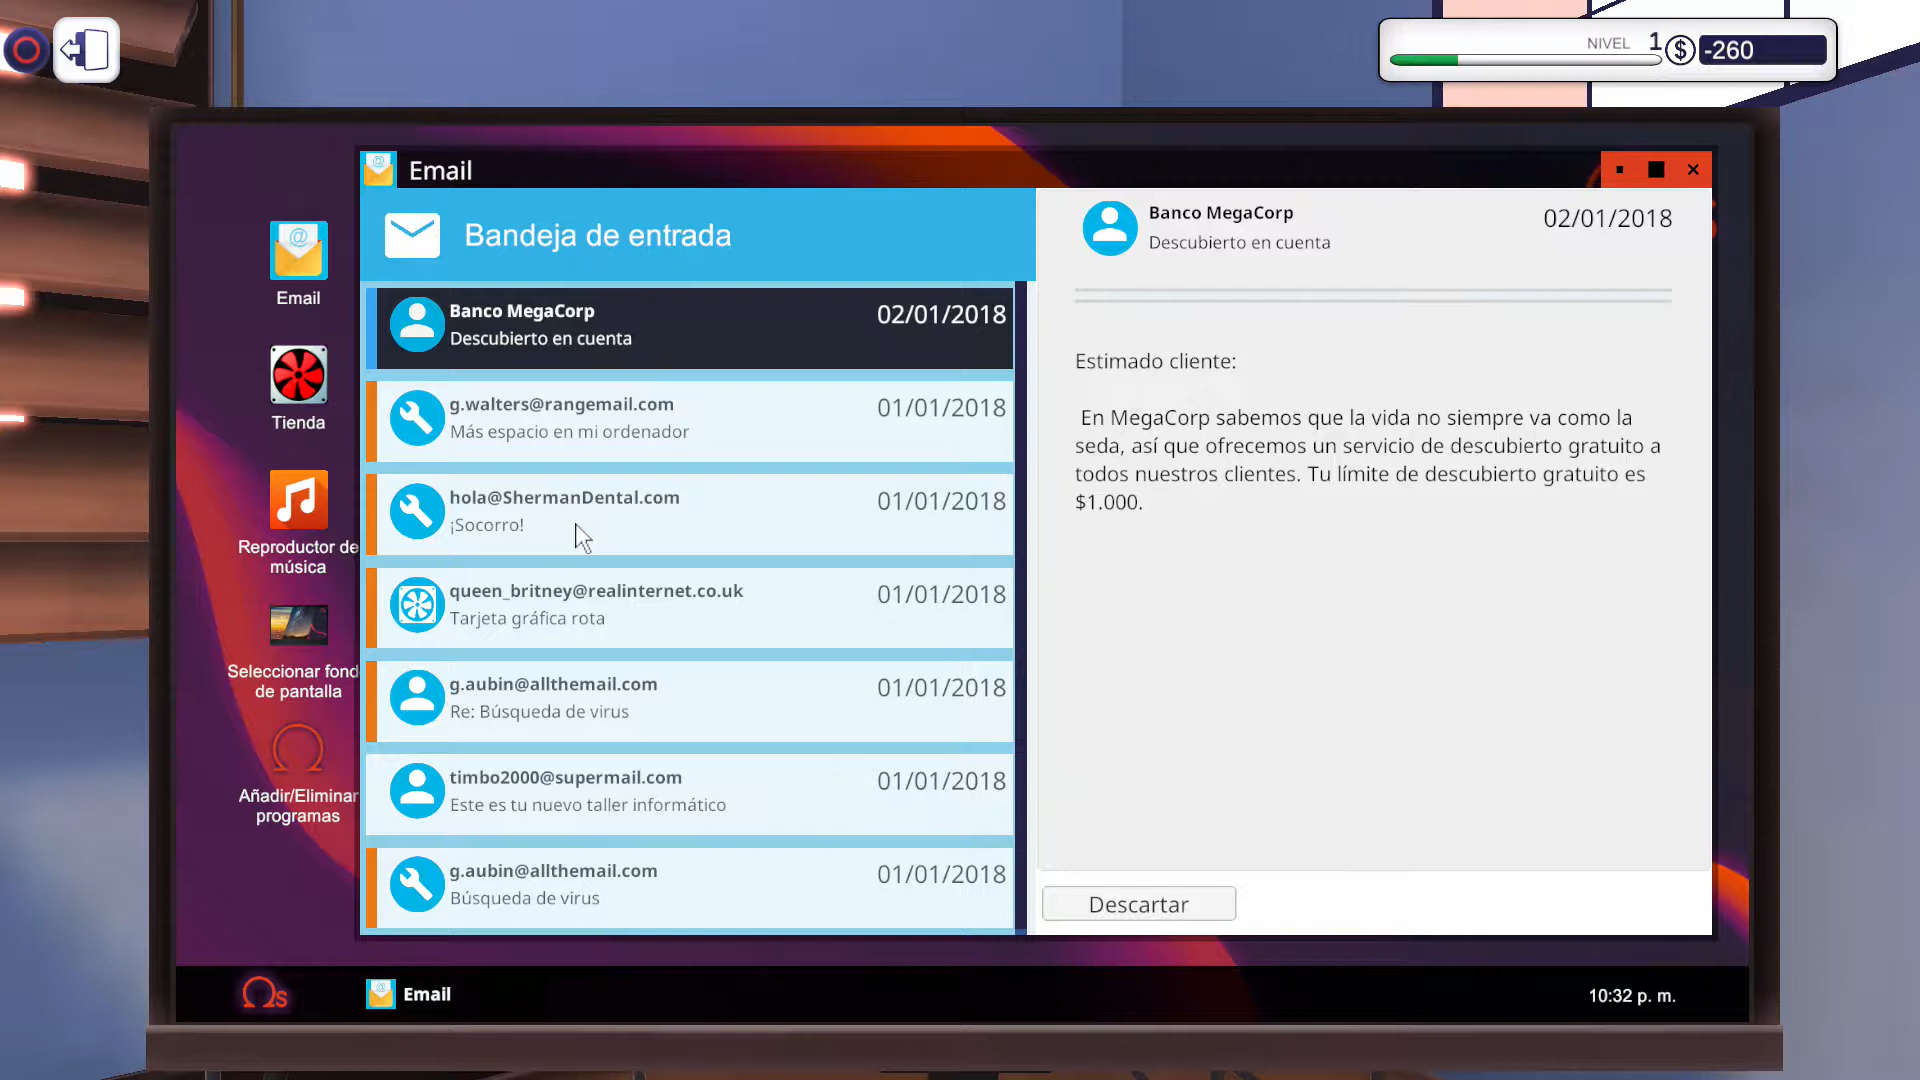 NIVEL 1 $ -260
Email
Bandeja de entrada
Banco MegaCorp 02/01/2018
Descubierto en cuenta
g.walters@rangemail.com 01/01/2018
Más espacio en mi ordenador
hola@ShermanDental.com 01/01/2018
¡Socorro!
queen_britney@realinternet.co.uk 01/01/2018
Tarjeta gráfica rota
g.aubin@allthemail.com 01/01/2018
Re: Búsqueda de virus
timbo2000@supermail.com 01/01/2018
Este es tu nuevo taller informático
g.aubin@allthemail.com 01/01/2018
Búsqueda de virus
Banco MegaCorp 02/01/2018
Descubierto en cuenta
Estimado cliente:
En MegaCorp sabemos que la vida no siempre va como la
seda, así que ofrecemos un servicio de descubierto gratuito a
todos nuestros clientes. Tu límite de descubierto gratuito es
$1.000.
Descartar
Email
Tienda
Reproductor de
música
Seleccionar fond
de pantalla
Añadir/Eliminar
programas
Ωs
Email
10:32 p. m.